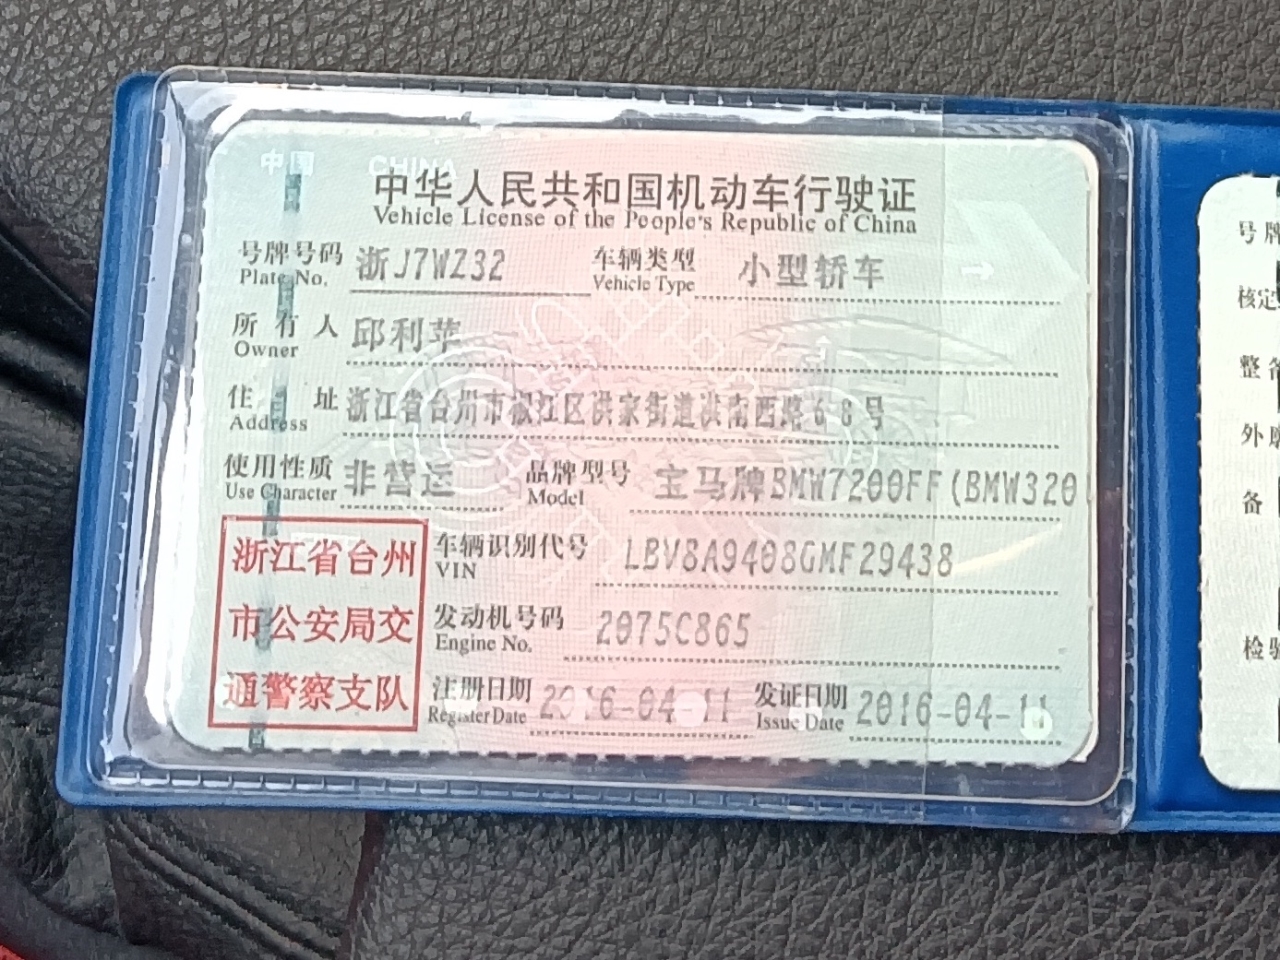 中国 CHINA
中华人民共和国机动车行驶证
Vehicle License of the People's Republic of China
号牌号码 浙J7WZ32 车辆类型 小型轿车
Plate No. Vehicle Type
所有人 邱利苹
Owner
住址 浙江省台州市椒江区洪家街道洪南西路68号
Address
使用性质 非营运 品牌型号 宝马牌BMW7200FF(BMW320
Use Character Model
浙江省台州
市公安局交
通警察支队
车辆识别代号 LBV8A9408GMF29438
VIN
发动机号码 2075C865
Engine No.
注册日期 2016-04-11 发证日期 2016-04-11
Register Date Issue Date
号牌
核定
整备
外廓
备
检验